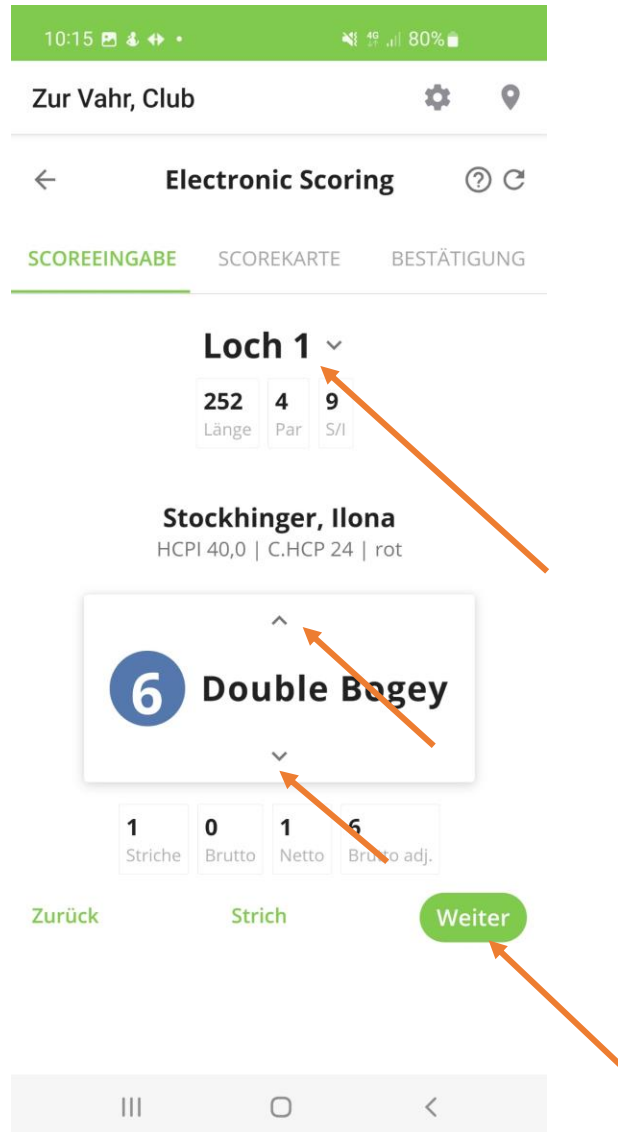 10:15 4G 80%
Zur Vahr, Club
Electronic Scoring
SCOREEINGABE SCOREKARTE BESTÄTIGUNG
Loch 1
252 4 9
Länge Par S/I
Stockhinger, Ilona
HCPI 40,0 | C.HCP 24 | rot
6 Double Bogey
1 0 1 6
Striche Brutto Netto Brutto adj.
Zurück Strich Weiter